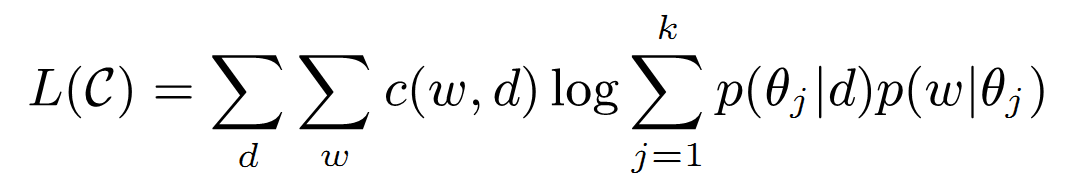 L(𝒞) = ∑_d ∑_w c(w, d) log ∑_{j=1}^{k} p(θ_j|d)p(w|θ_j)